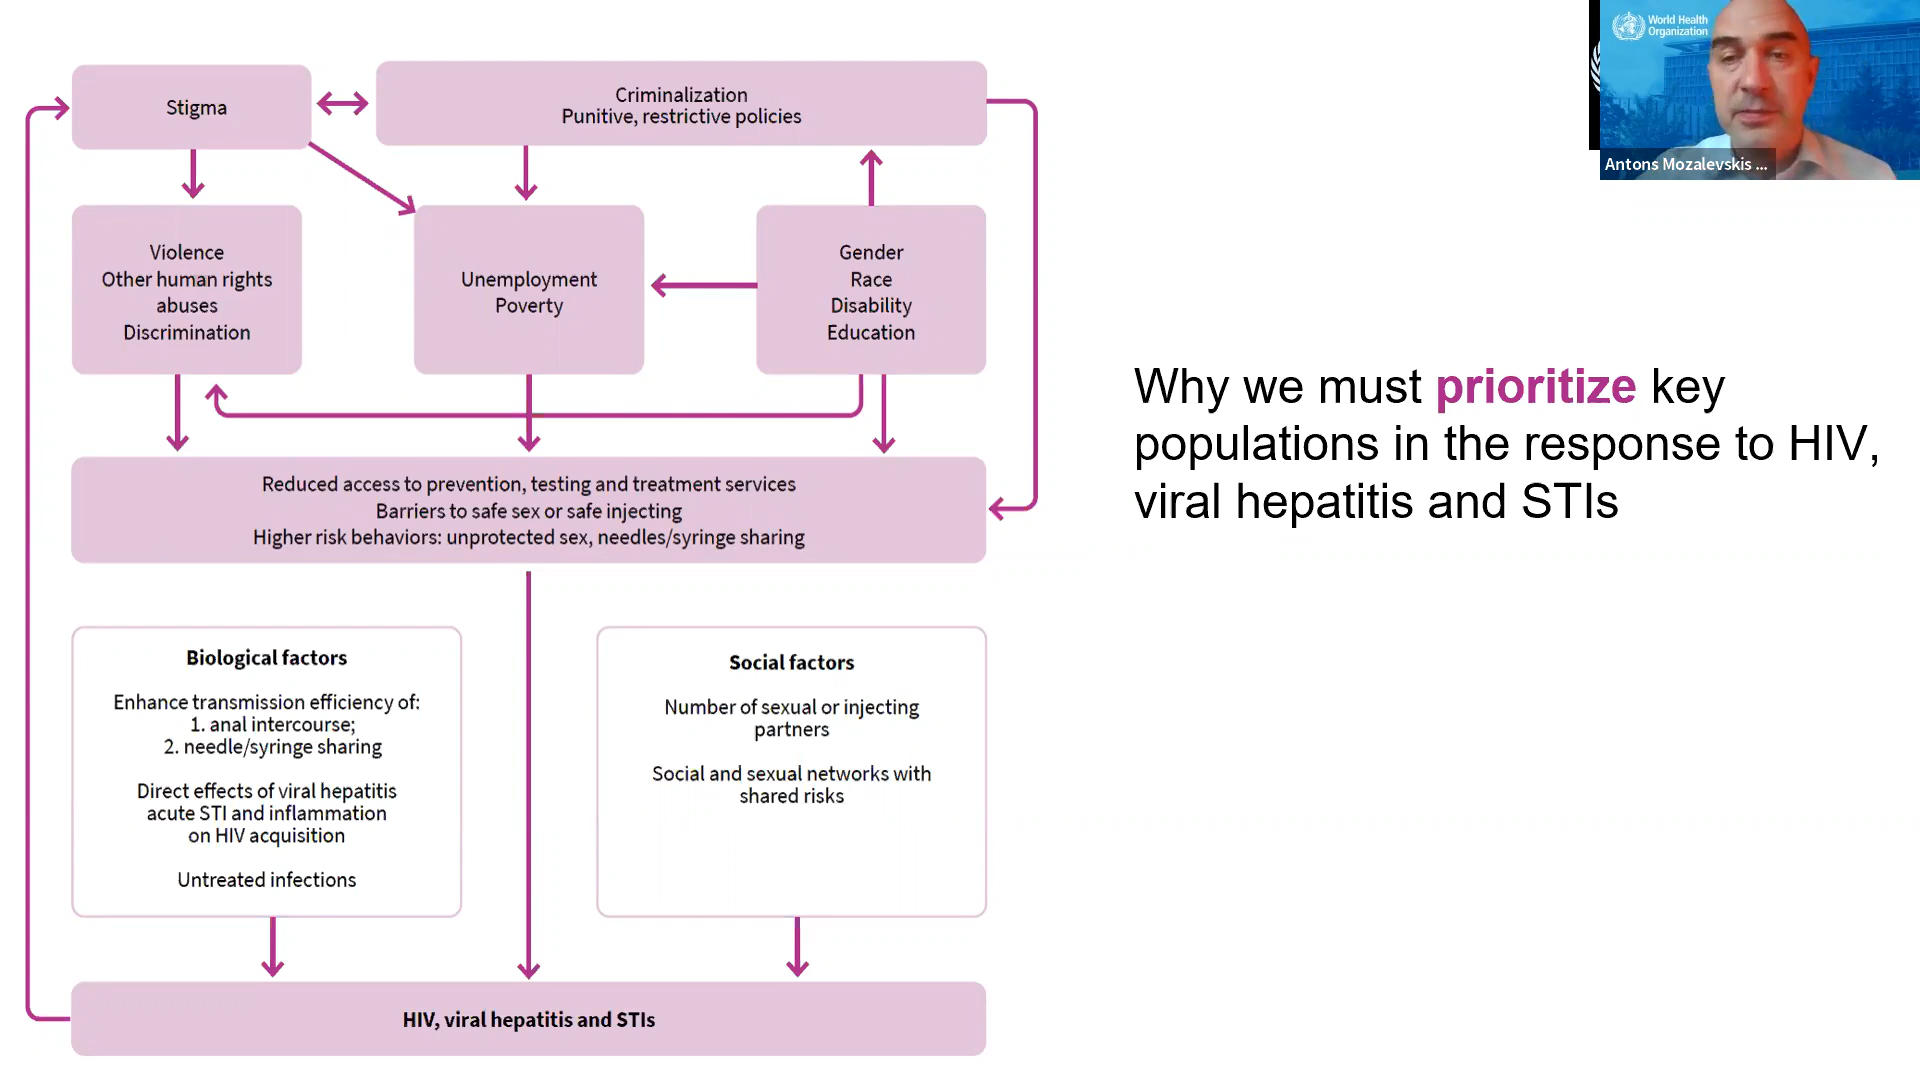 Stigma
Criminalization
Punitive, restrictive policies
Violence
Other human rights
abuses
Discrimination
Unemployment
Poverty
Gender
Race
Disability
Education
Reduced access to prevention, testing and treatment services
Barriers to safe sex or safe injecting
Higher risk behaviors: unprotected sex, needles/syringe sharing
Biological factors
Enhance transmission efficiency of:
1. anal intercourse;
2. needle/syringe sharing
Direct effects of viral hepatitis
acute STI and inflammation
on HIV acquisition
Untreated infections
Social factors
Number of sexual or injecting
partners
Social and sexual networks with
shared risks
HIV, viral hepatitis and STIs
Why we must prioritize key
populations in the response to HIV,
viral hepatitis and STIs
World Health
Organization
Antons Mozalevskis ...